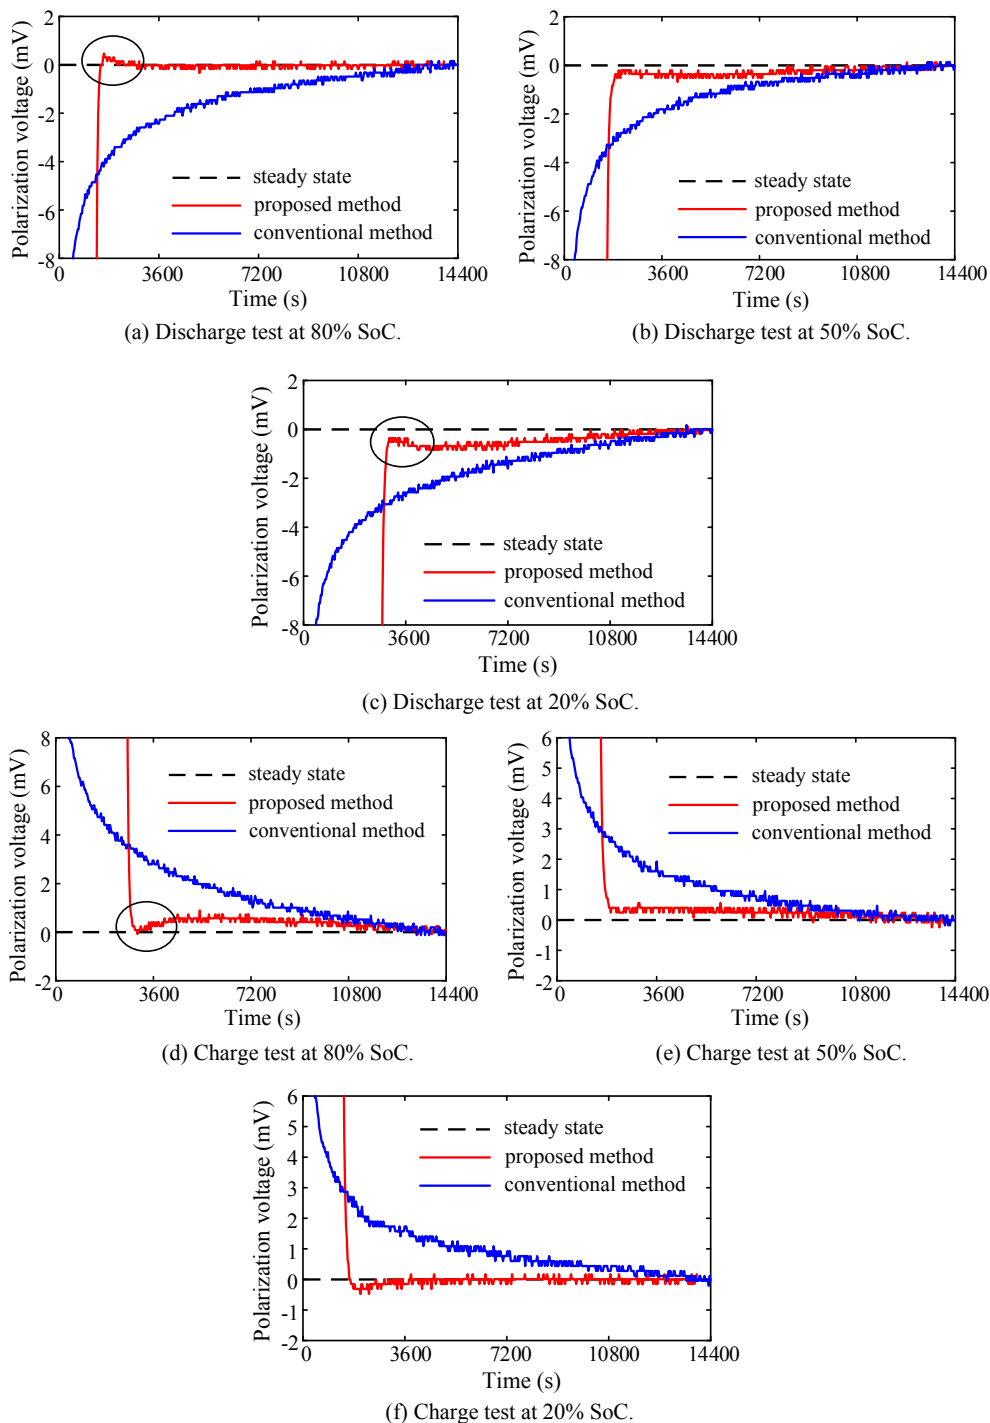 Polarization voltage (mV)
2
0
-2
-4
-6
-8
steady state
proposed method
conventional method
0 3600 7200 10800 14400
Time (s)
(a) Discharge test at 80% SoC.
Polarization voltage (mV)
2
0
-2
-4
-6
-8
steady state
proposed method
conventional method
0 3600 7200 10800 14400
Time (s)
(b) Discharge test at 50% SoC.
Polarization voltage (mV)
2
0
-2
-4
-6
-8
steady state
proposed method
conventional method
0 3600 7200 10800 14400
Time (s)
(c) Discharge test at 20% SoC.
Polarization voltage (mV)
8
6
4
2
0
-2
steady state
proposed method
conventional method
0 3600 7200 10800 14400
Time (s)
(d) Charge test at 80% SoC.
Polarization voltage (mV)
6
5
4
3
2
1
0
-1
-2
steady state
proposed method
conventional method
0 3600 7200 10800 14400
Time (s)
(e) Charge test at 50% SoC.
Polarization voltage (mV)
6
5
4
3
2
1
0
-1
-2
steady state
proposed method
conventional method
0 3600 7200 10800 14400
Time (s)
(f) Charge test at 20% SoC.